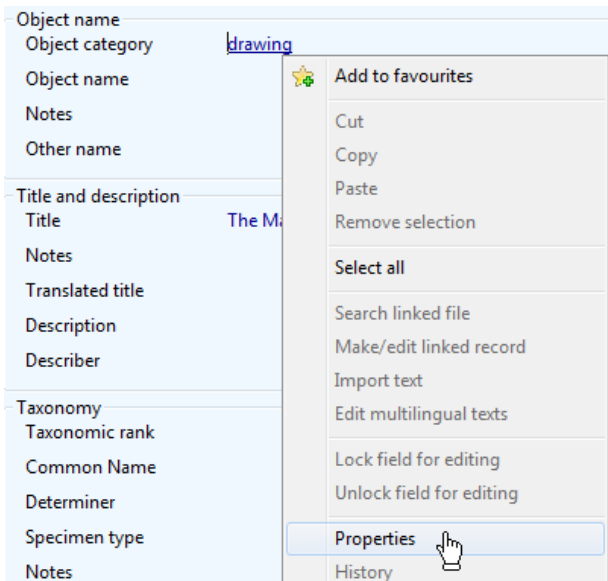 Object name
Object category drawing
Object name
Notes
Other name
Title and description
Title The Ma
Notes
Translated title
Description
Describer
Taxonomy
Taxonomic rank
Common Name
Determiner
Specimen type
Notes
Add to favourites
Cut
Copy
Paste
Remove selection
Select all
Search linked file
Make/edit linked record
Import text
Edit multilingual texts
Lock field for editing
Unlock field for editing
Properties
History